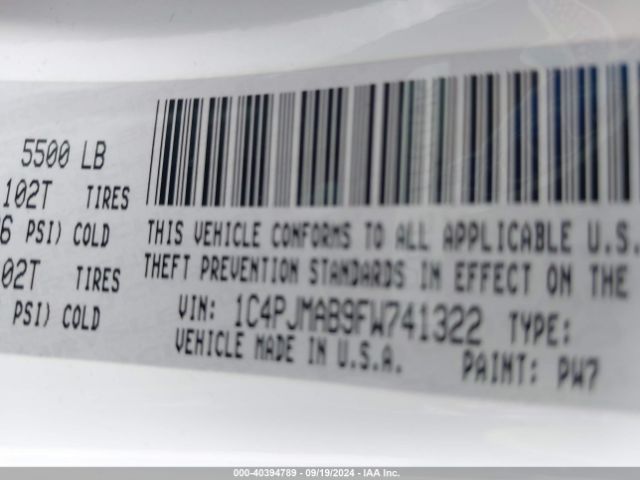 5500 LB
102T TIRES
6 PSI) COLD
02T TIRES
PSI) COLD
THIS VEHICLE CONFORMS TO ALL APPLICABLE U.S.
THEFT PREVENTION STANDARDS IN EFFECT ON THE
VIN: 1C4PJMAB9FW741322 TYPE:
VEHICLE MADE IN U.S.A. PAINT: PW7
000-40394789 - 09/19/2024 - IAA Inc.